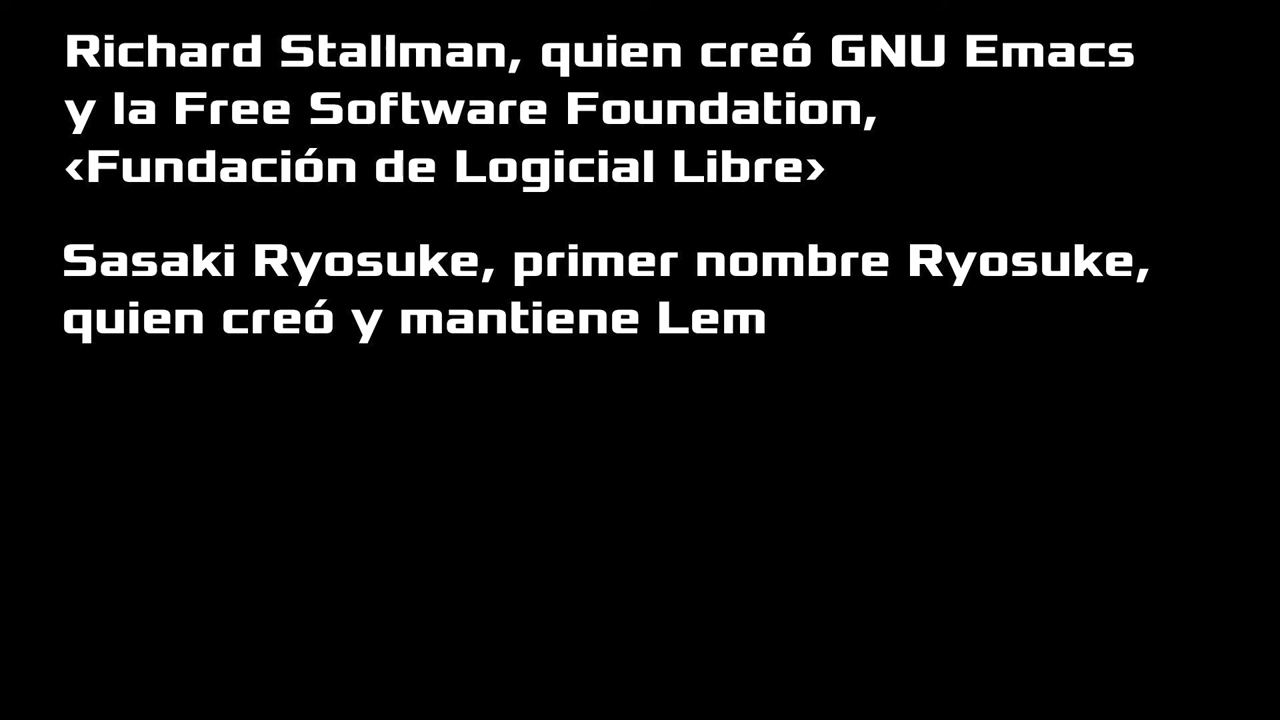 Richard Stallman, quien creó GNU Emacs
y la Free Software Foundation,
‹Fundación de Logicial Libre›
Sasaki Ryosuke, primer nombre Ryosuke,
quien creó y mantiene Lem